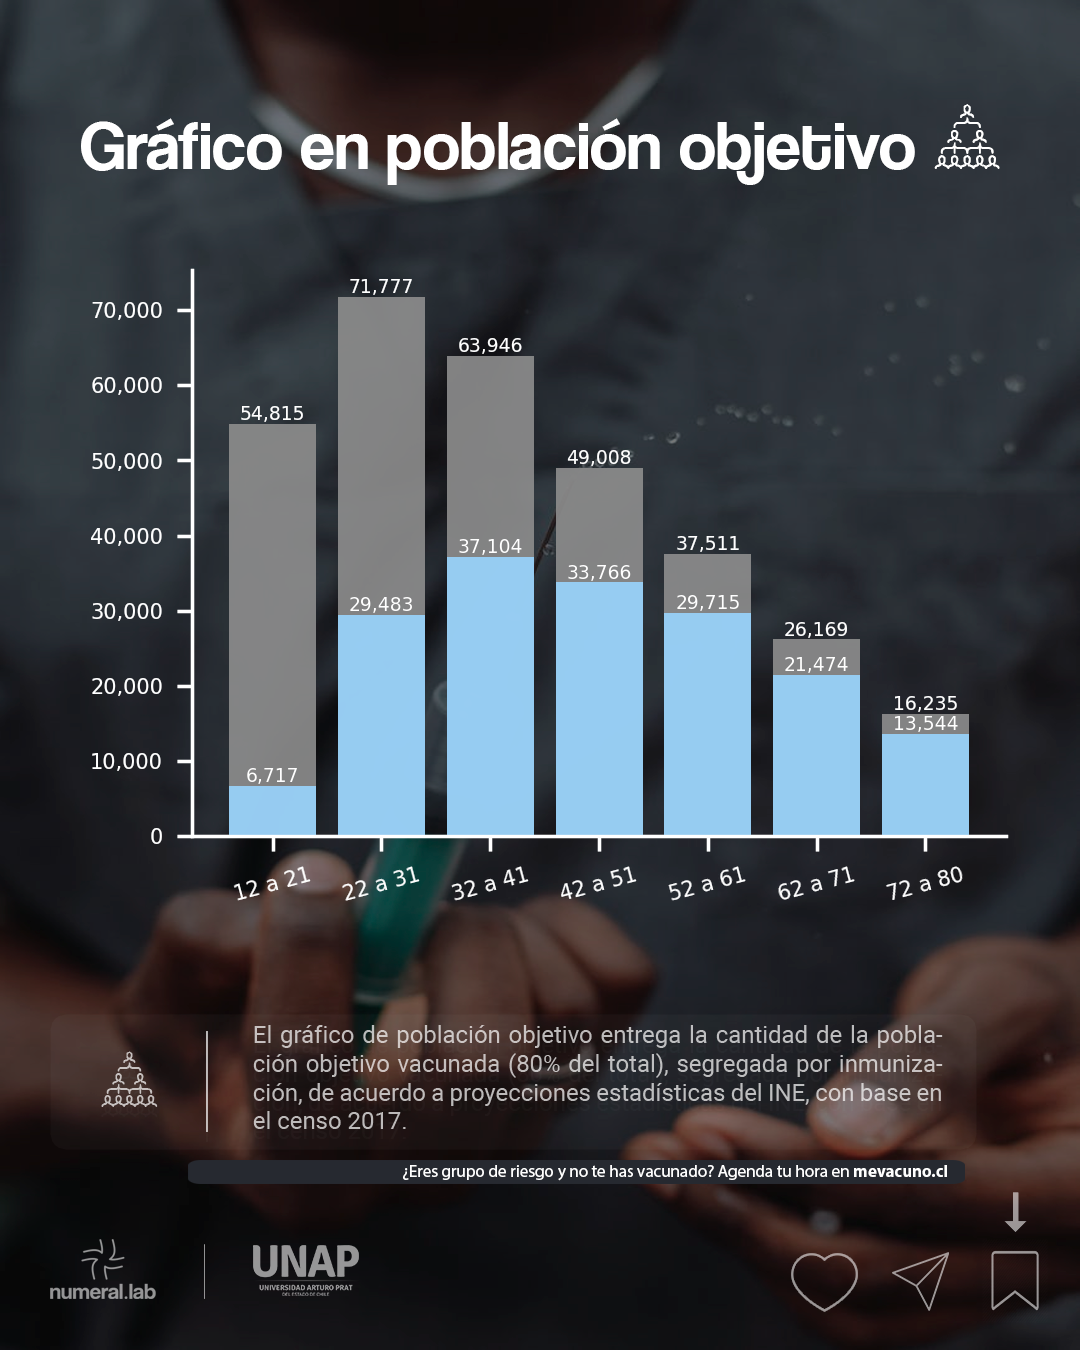 Gráfico en población objetivo
70,000
60,000
50,000
40,000
30,000
20,000
10,000
0
54,815
6,717
71,777
29,483
63,946
37,104
49,008
33,766
37,511
29,715
26,169
21,474
16,235
13,544
12 a 21
22 a 31
32 a 41
42 a 51
52 a 61
62 a 71
72 a 80
El gráfico de población objetivo entrega la cantidad de la pobla-
ción objetivo vacunada (80% del total), segregada por inmuniza-
ción, de acuerdo a proyecciones estadísticas del INE, con base en
el censo 2017.
¿Eres grupo de riesgo y no te has vacunado? Agenda tu hora en mevacuno.cl
numeral.lab
UNAP
UNIVERSIDAD ARTURO PRAT
DEL ESTADO DE CHILE